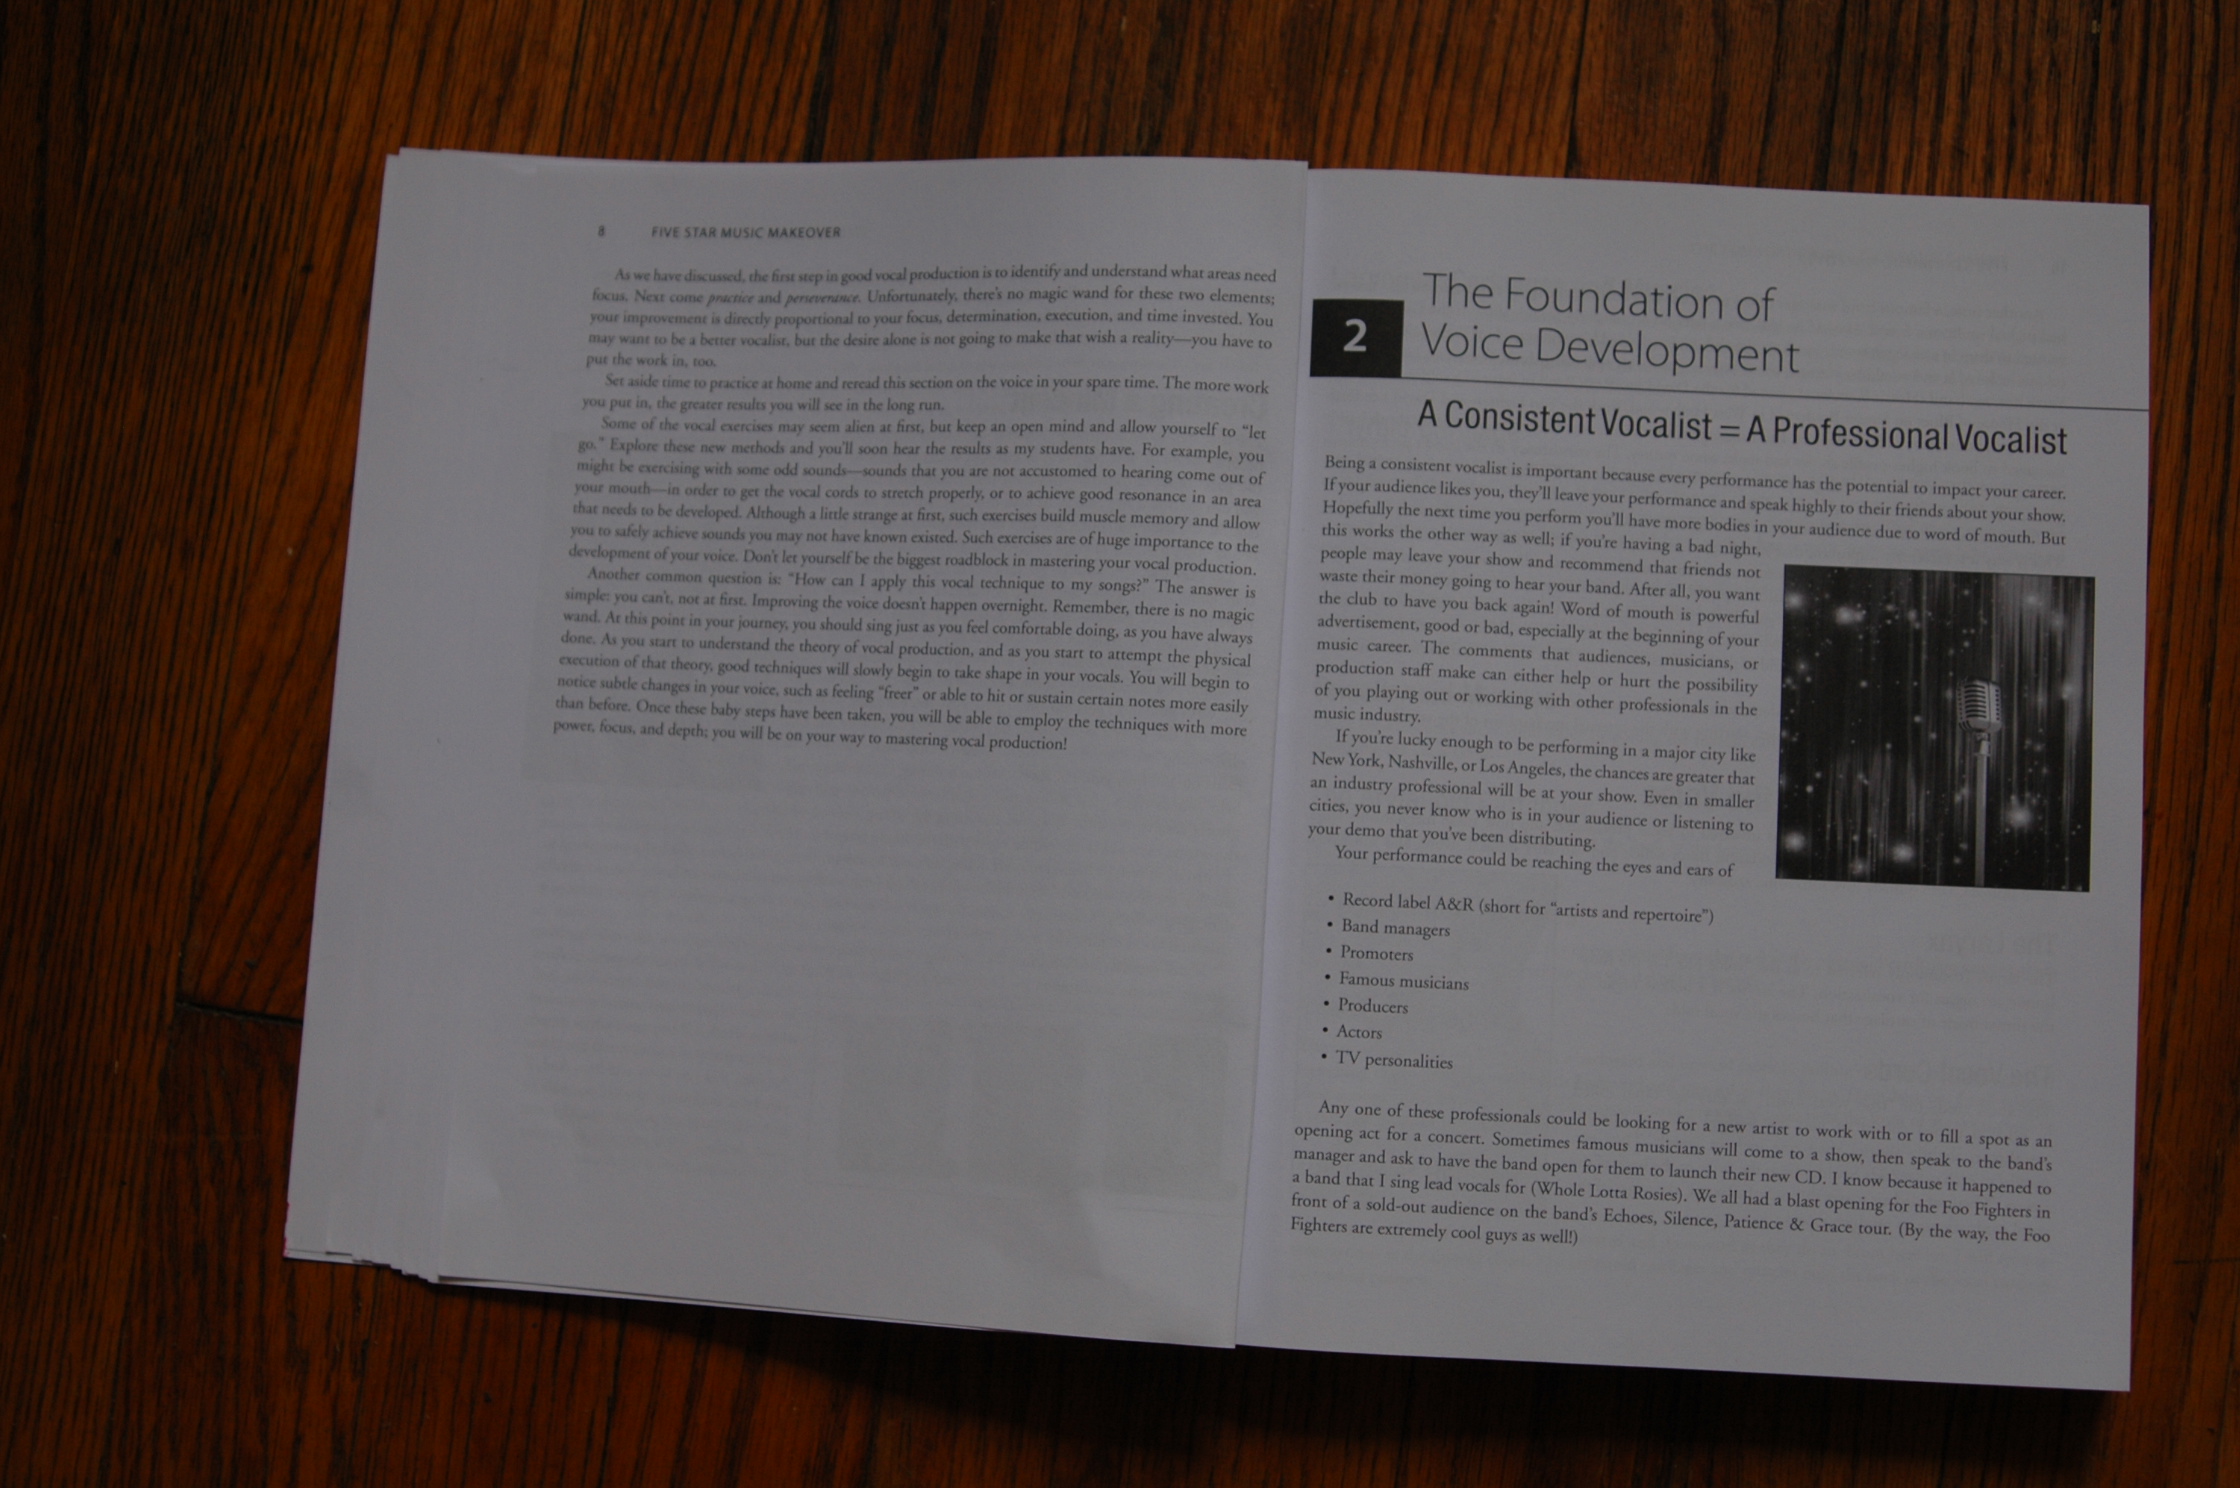 8 FIVE STAR MUSIC MAKEOVER
As we have discussed, the first step in good vocal production is to identify and understand what areas need
focus. Next come practice and perseverance. Unfortunately, there's no magic wand for these two elements;
your improvement is directly proportional to your focus, determination, execution, and time invested. You
may want to be a better vocalist, but the desire alone is not going to make that wish a reality—you have to
put the work in, too.
Set aside time to practice at home and reread this section on the voice in your spare time. The more work
you put in, the greater results you will see in the long run.
Some of the vocal exercises may seem alien at first, but keep an open mind and allow yourself to “let
go.” Explore these new methods and you'll soon hear the results as my students have. For example, you
might be exercising with some odd sounds—sounds that you are not accustomed to hearing come out of
your mouth—in order to get the vocal cords to stretch properly, or to achieve good resonance in an area
that needs to be developed. Although a little strange at first, such exercises build muscle memory and allow
you to safely achieve sounds you may not have known existed. Such exercises are of huge importance to the
development of your voice. Don't let yourself be the biggest roadblock in mastering your vocal production.
Another common question is: “How can I apply this vocal technique to my songs?” The answer is
simple: you can't, not at first. Improving the voice doesn't happen overnight. Remember, there is no magic
wand. At this point in your journey, you should sing just as you feel comfortable doing, as you have always
done. As you start to understand the theory of vocal production, and as you start to attempt the physical
execution of that theory, good techniques will slowly begin to take shape in your vocals. You will begin to
notice subtle changes in your voice, such as feeling “freer” or able to hit or sustain certain notes more easily
than before. Once these baby steps have been taken, you will be able to employ the techniques with more
power, focus, and depth; you will be on your way to mastering vocal production!
2
The Foundation of
Voice Development
A Consistent Vocalist = A Professional Vocalist
Being a consistent vocalist is important because every performance has the potential to impact your career.
If your audience likes you, they'll leave your performance and speak highly to their friends about your show.
Hopefully the next time you perform you'll have more bodies in your audience due to word of mouth. But
this works the other way as well; if you're having a bad night,
people may leave your show and recommend that friends not
waste their money going to hear your band. After all, you want
the club to have you back again! Word of mouth is powerful
advertisement, good or bad, especially at the beginning of your
music career. The comments that audiences, musicians, or
production staff make can either help or hurt the possibility
of you playing out or working with other professionals in the
music industry.
If you're lucky enough to be performing in a major city like
New York, Nashville, or Los Angeles, the chances are greater that
an industry professional will be at your show. Even in smaller
cities, you never know who is in your audience or listening to
your demo that you've been distributing.
Your performance could be reaching the eyes and ears of
• Record label A&R (short for “artists and repertoire”)
• Band managers
• Promoters
• Famous musicians
• Producers
• Actors
• TV personalities
Any one of these professionals could be looking for a new artist to work with or to fill a spot as an
opening act for a concert. Sometimes famous musicians will come to a show, then speak to the band's
manager and ask to have the band open for them to launch their new CD. I know because it happened to
a band that I sing lead vocals for (Whole Lotta Rosies). We all had a blast opening for the Foo Fighters in
front of a sold-out audience on the band's Echoes, Silence, Patience & Grace tour. (By the way, the Foo
Fighters are extremely cool guys as well!)